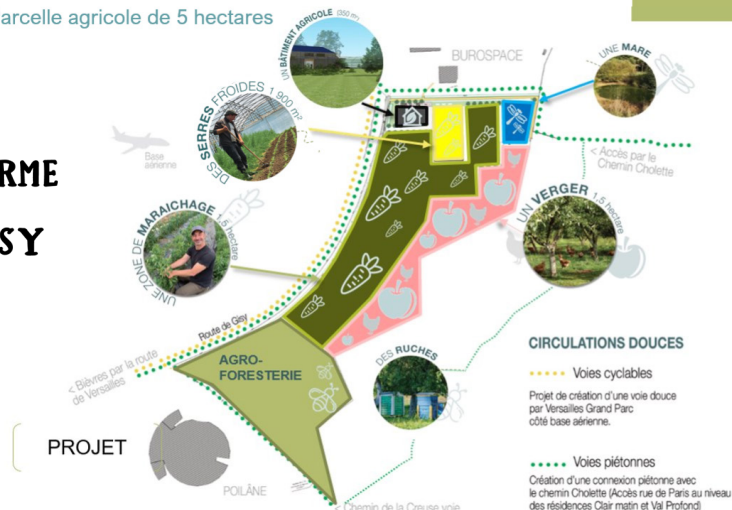 arcelle agricole de 5 hectares
UN BÂTIMENT AGRICOLE (350 m²)
BUROSPACE
UNE MARE
DES SERRES FROIDES 1 900 m²
Base
aérienne
< Accès par le
Chemin Cholette
RME
SY
UNE ZONE DE MARAICHAGE 1,5 hectare
UN VERGER 1,5 hectare
Route de Gisy
< Bièvres par la route
de Versailles
AGRO-
FORESTERIE
DES RUCHES
CIRCULATIONS DOUCES
Voies cyclables
Projet de création d'une voie douce
par Versailles Grand Parc
côté base aérienne.
PROJET
POILÂNE
Voies piétonnes
Création d'une connexion piétonne avec
le chemin Cholette (Accès rue de Paris au niveau
des résidences Clair matin et Val Profond)
< Chemin de la Creuse voie